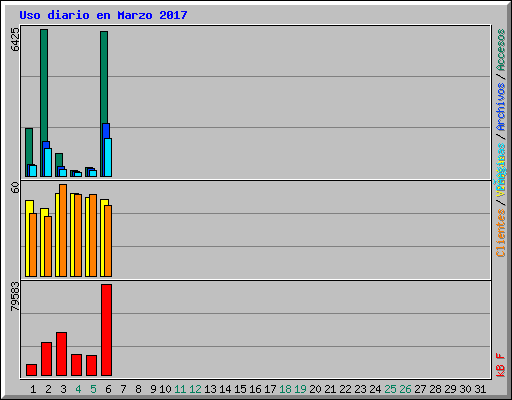 Uso diario en Marzo 2017
6425
60
79583
Clientes / / Archivos / Accesos
kB F
1 2 3 4 5 6 7 8 9 10 11 12 13 14 15 16 17 18 19 20 21 22 23 24 25 26 27 28 29 30 31